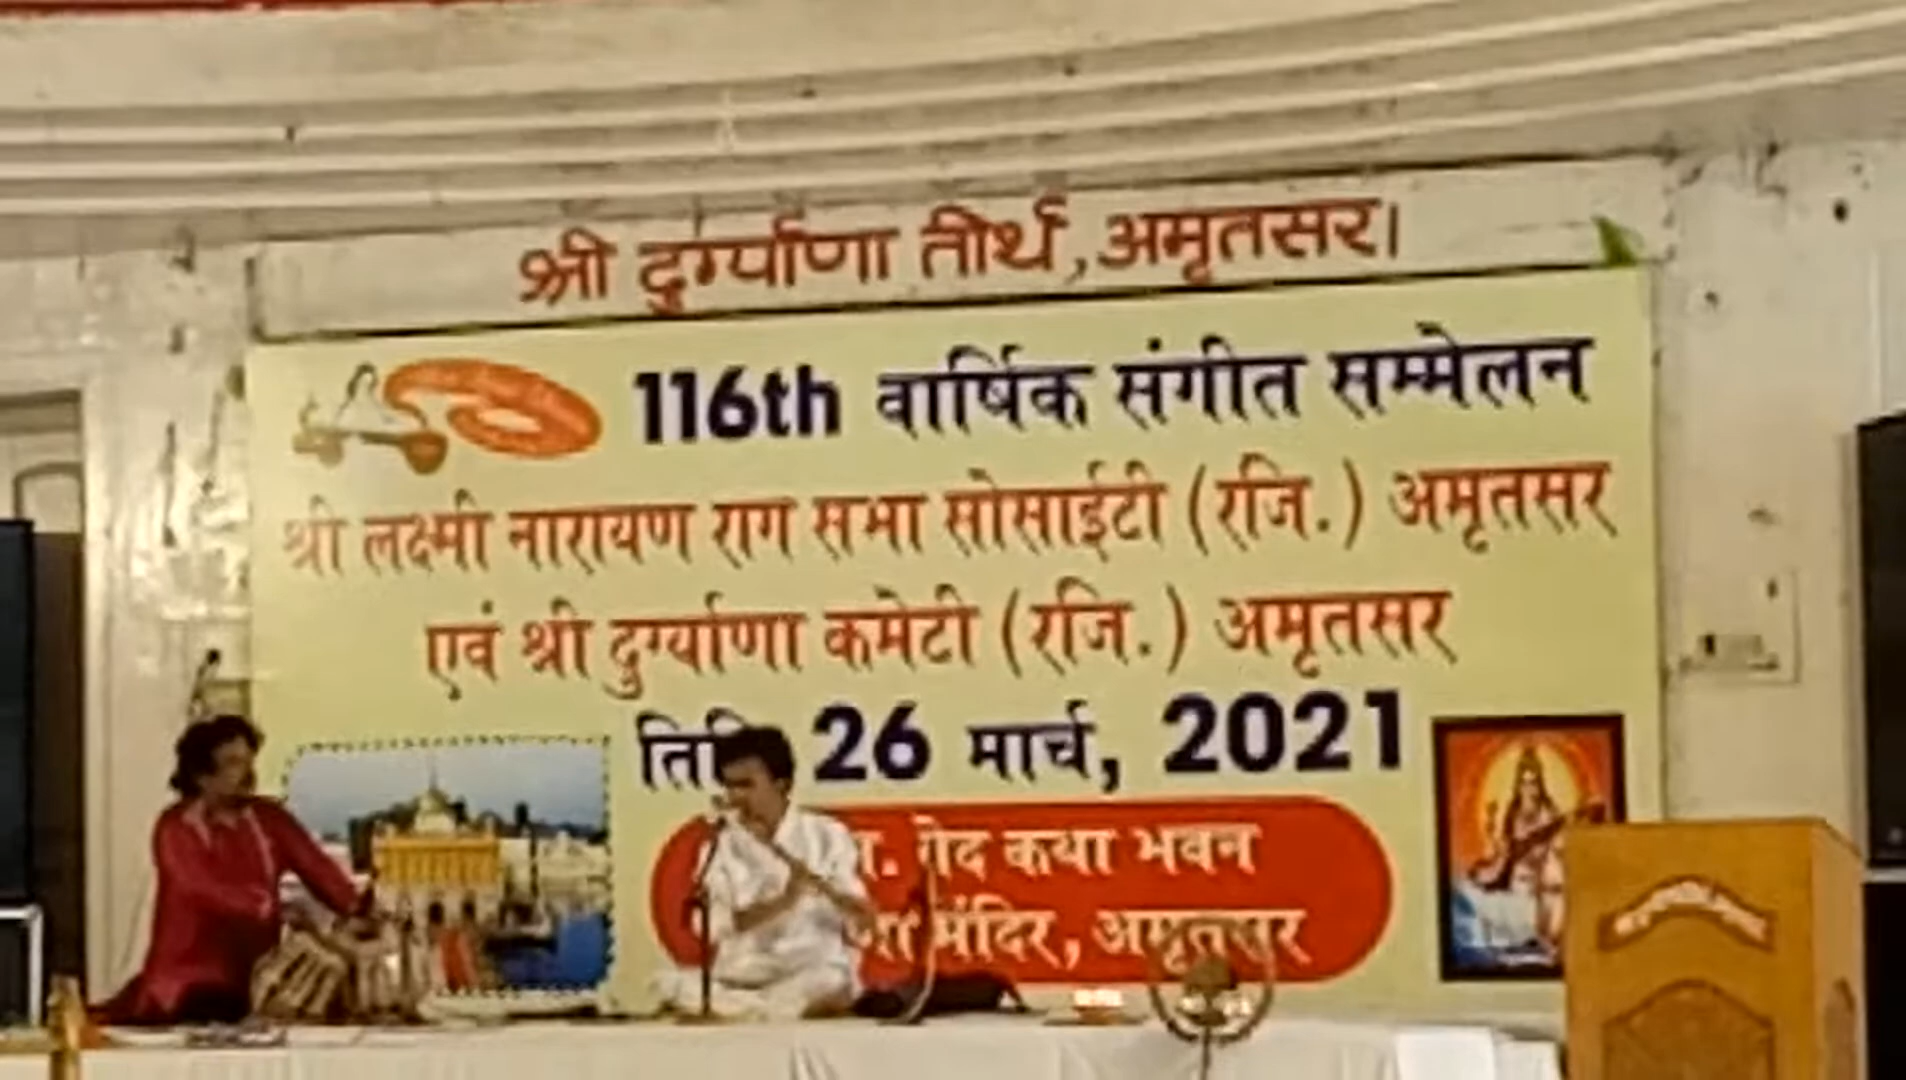 श्री दुर्ग्याणा तीर्थ, अमृतसर।
116th वार्षिक संगीत सम्मेलन
श्री लक्ष्मी नारायण राग सभा सोसाईटी (रजि.) अमृतसर
एवं श्री दुर्ग्याणा कमेटी (रजि.) अमृतसर
26 मार्च, 2021
कथा भवन
मंदिर, अमृतसर